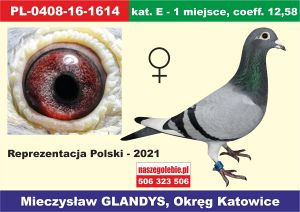 PL-0408-16-1614 kat. E - 1 miejsce, coeff. 12,58
Reprezentacja Polski - 2021
naszegolebie.pl
506 323 506
Mieczysław GLANDYS, Okręg Katowice